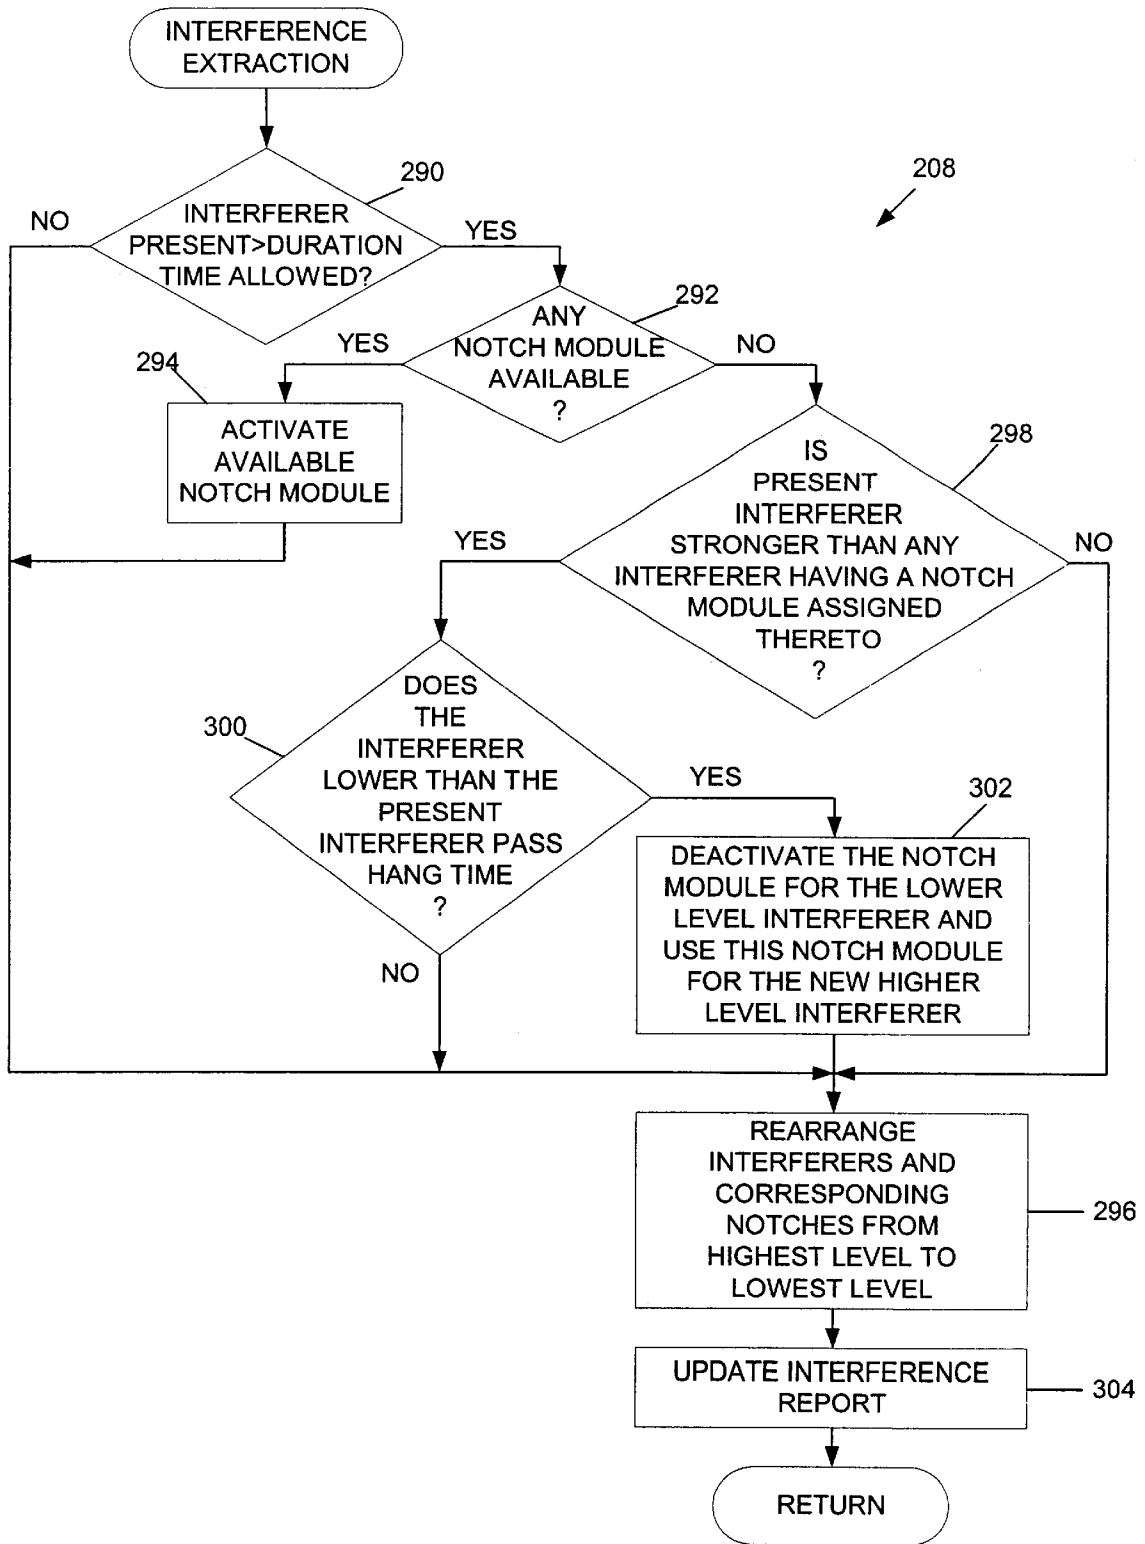 INTERFERENCE
EXTRACTION
290
208
NO
INTERFERER
PRESENT>DURATION
TIME ALLOWED?
YES
292
ANY
NOTCH MODULE
AVAILABLE
?
YES
NO
294
ACTIVATE
AVAILABLE
NOTCH MODULE
298
IS
PRESENT
INTERFERER
STRONGER THAN ANY
INTERFERER HAVING A NOTCH
MODULE ASSIGNED
THERETO
?
YES
NO
300
DOES
THE
INTERFERER
LOWER THAN THE
PRESENT
INTERFERER PASS
HANG TIME
?
YES
NO
302
DEACTIVATE THE NOTCH
MODULE FOR THE LOWER
LEVEL INTERFERER AND
USE THIS NOTCH MODULE
FOR THE NEW HIGHER
LEVEL INTERFERER
REARRANGE
INTERFERERS AND
CORRESPONDING
NOTCHES FROM
HIGHEST LEVEL TO
LOWEST LEVEL
296
UPDATE INTERFERENCE
REPORT
304
RETURN